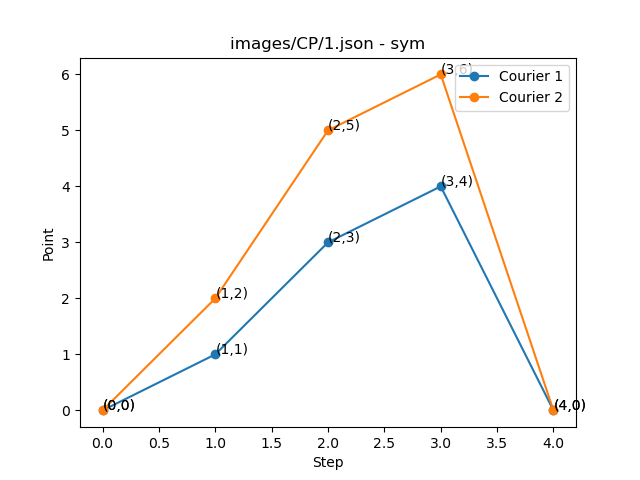 images/CP/1.json - sym
Courier 1
Courier 2
Point
6
5
4
3
2
1
0
(3,6)
(2,5)
(3,4)
(2,3)
(1,2)
(1,1)
(0,0)
(4,0)
0.0 0.5 1.0 1.5 2.0 2.5 3.0 3.5 4.0
Step